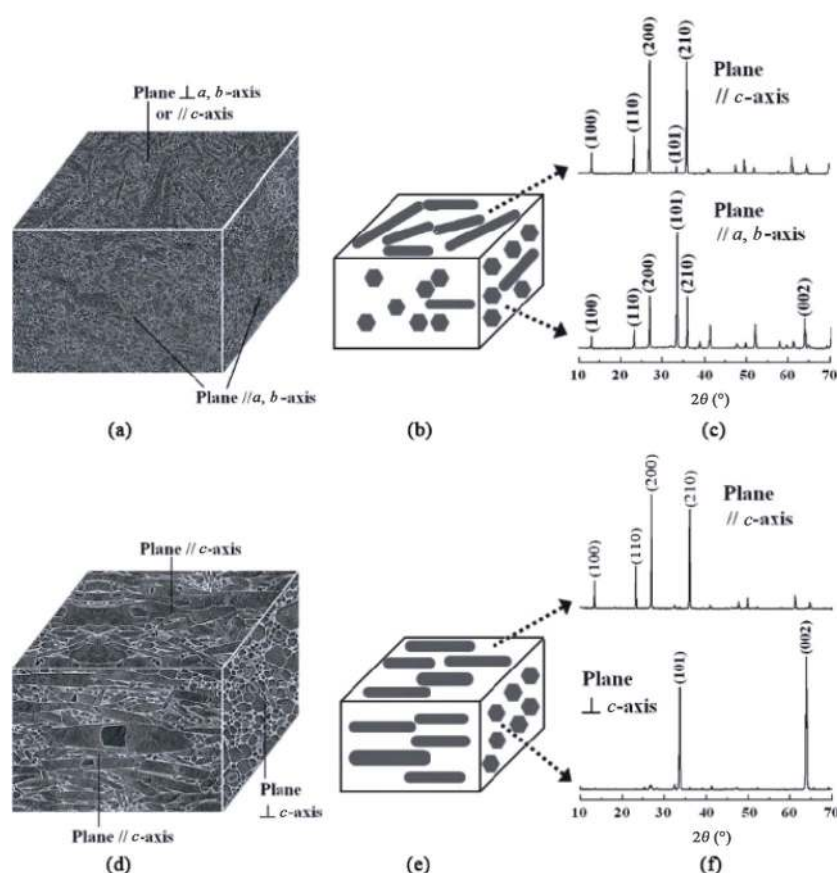 Plane ⊥ a, b-axis
or // c-axis
Plane //a, b-axis
(a)
(b)
(100)
(110)
(200)
(101)
(210)
Plane
// c-axis
(100)
(110)
(200)
(101)
(210)
(002)
Plane
//a, b-axis
10 20 30 40 50 60 70
2θ (°)
(c)
Plane // c-axis
Plane
⊥ c-axis
Plane // c-axis
(d)
(e)
(100)
(110)
(200)
(210)
Plane
// c-axis
(101)
(002)
Plane
⊥ c-axis
10 20 30 40 50 60 70
2θ (°)
(f)